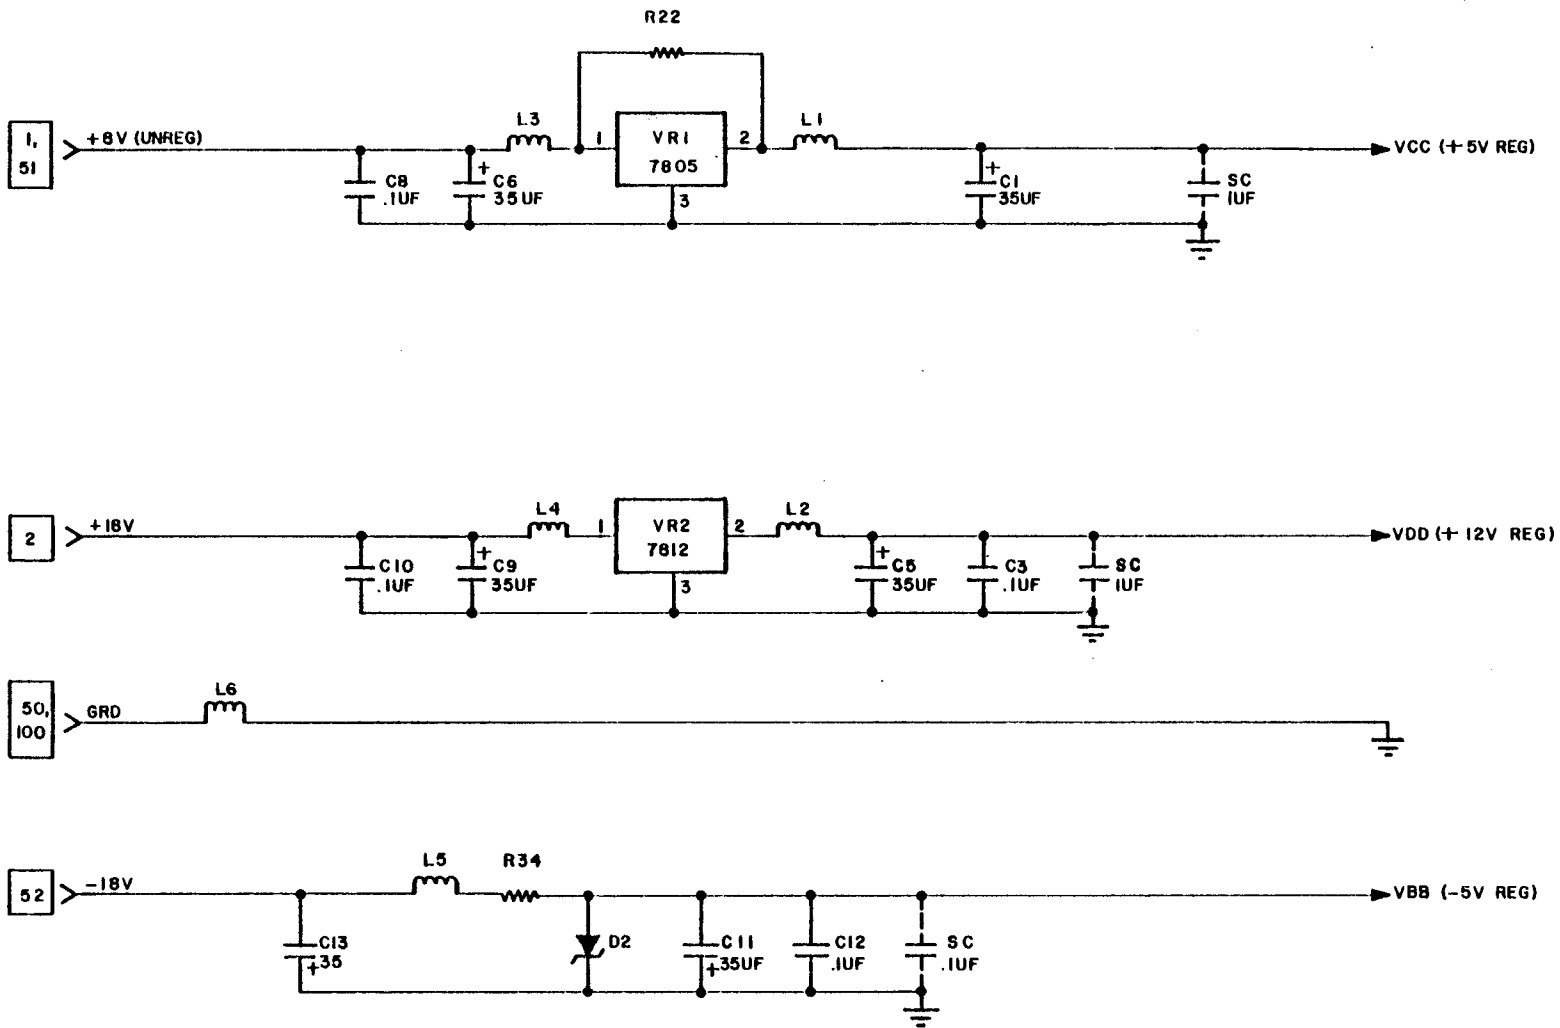 R22
1,
51
+8V (UNREG)
L3
1
VR1
7805
2
3
L1
C8
.1UF
+
C6
35UF
+
C1
35UF
SC
1UF
VCC (+5V REG)
2
+18V
L4
1
VR2
7812
2
3
L2
C10
.1UF
+
C9
35UF
+
C5
35UF
C3
.1UF
SC
1UF
VDD (+12V REG)
50,
100
GRD
L6
52
-18V
L5
R34
C13
+35
D2
C11
+35UF
C12
.1UF
SC
.1UF
VBB (-5V REG)